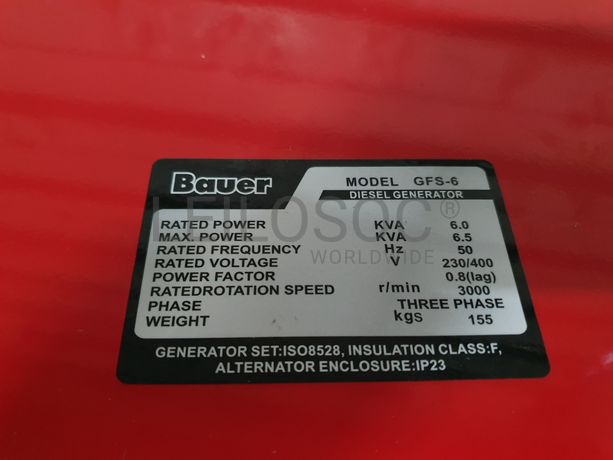 Bauer
MODEL GFS-6
DIESEL GENERATOR
LEILOSOC®
WORLDWIDE
RATED POWER KVA 6.0
MAX. POWER KVA 6.5
RATED FREQUENCY Hz 50
RATED VOLTAGE V 230/400
POWER FACTOR 0.8(lag)
RATEDROTATION SPEED r/min 3000
PHASE THREE PHASE
WEIGHT kgs 155
GENERATOR SET:ISO8528, INSULATION CLASS:F,
ALTERNATOR ENCLOSURE:IP23